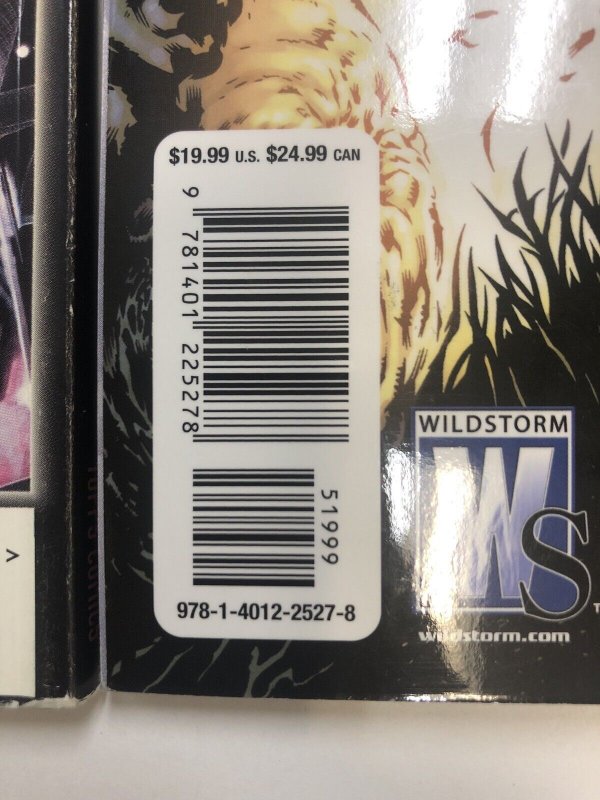 $19.99 U.S. $24.99 CAN
9 781401 225278
51999
978-1-4012-2527-8
WILDSTORM
WS
wildstorm.com
>